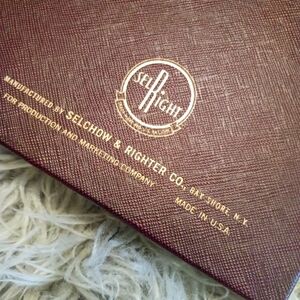 SELRIGHT
MANUFACTURED BY SELCHOW & RIGHTER CO., BAY SHORE, N. Y.
FOR PRODUCTION AND MARKETING COMPANY
MADE IN U.S.A.